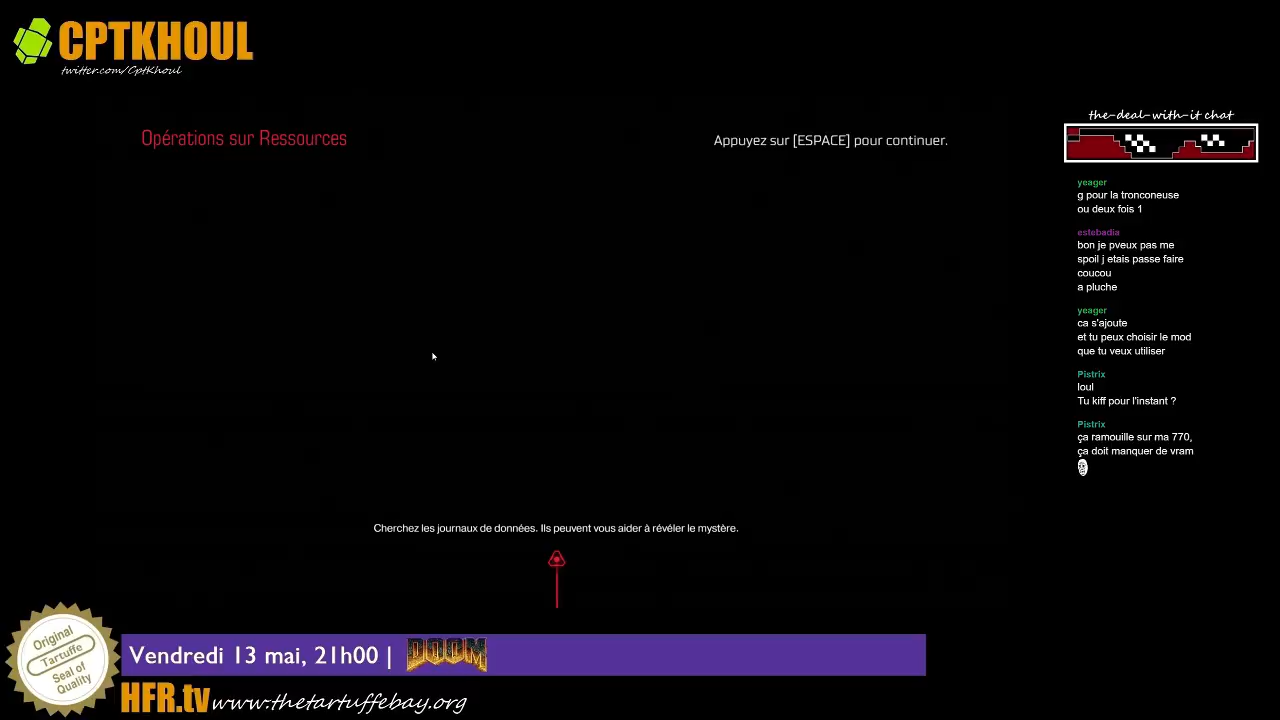 CPTKHOUL
twitter.com/CptKhoul
Opérations sur Ressources
Appuyez sur [ESPACE] pour continuer.
the-deal-with-it chat
yeager
g pour la tronconeuse
ou deux fois 1
estebadia
bon je pveux pas me
spoil j etais passe faire
coucou
a pluche
yeager
ca s'ajoute
et tu peux choisir le mod
que tu veux utiliser
Pistrix
loul
Tu kiff pour l'instant ?
Pistrix
ça ramouille sur ma 770,
ça doit manquer de vram
Cherchez les journaux de données. Ils peuvent vous aider à révéler le mystère.
Original
Tartuffe
Seal of
Quality
Vendredi 13 mai, 21h00 |
DOOM
HFR.tv
www.thetartuffebay.org